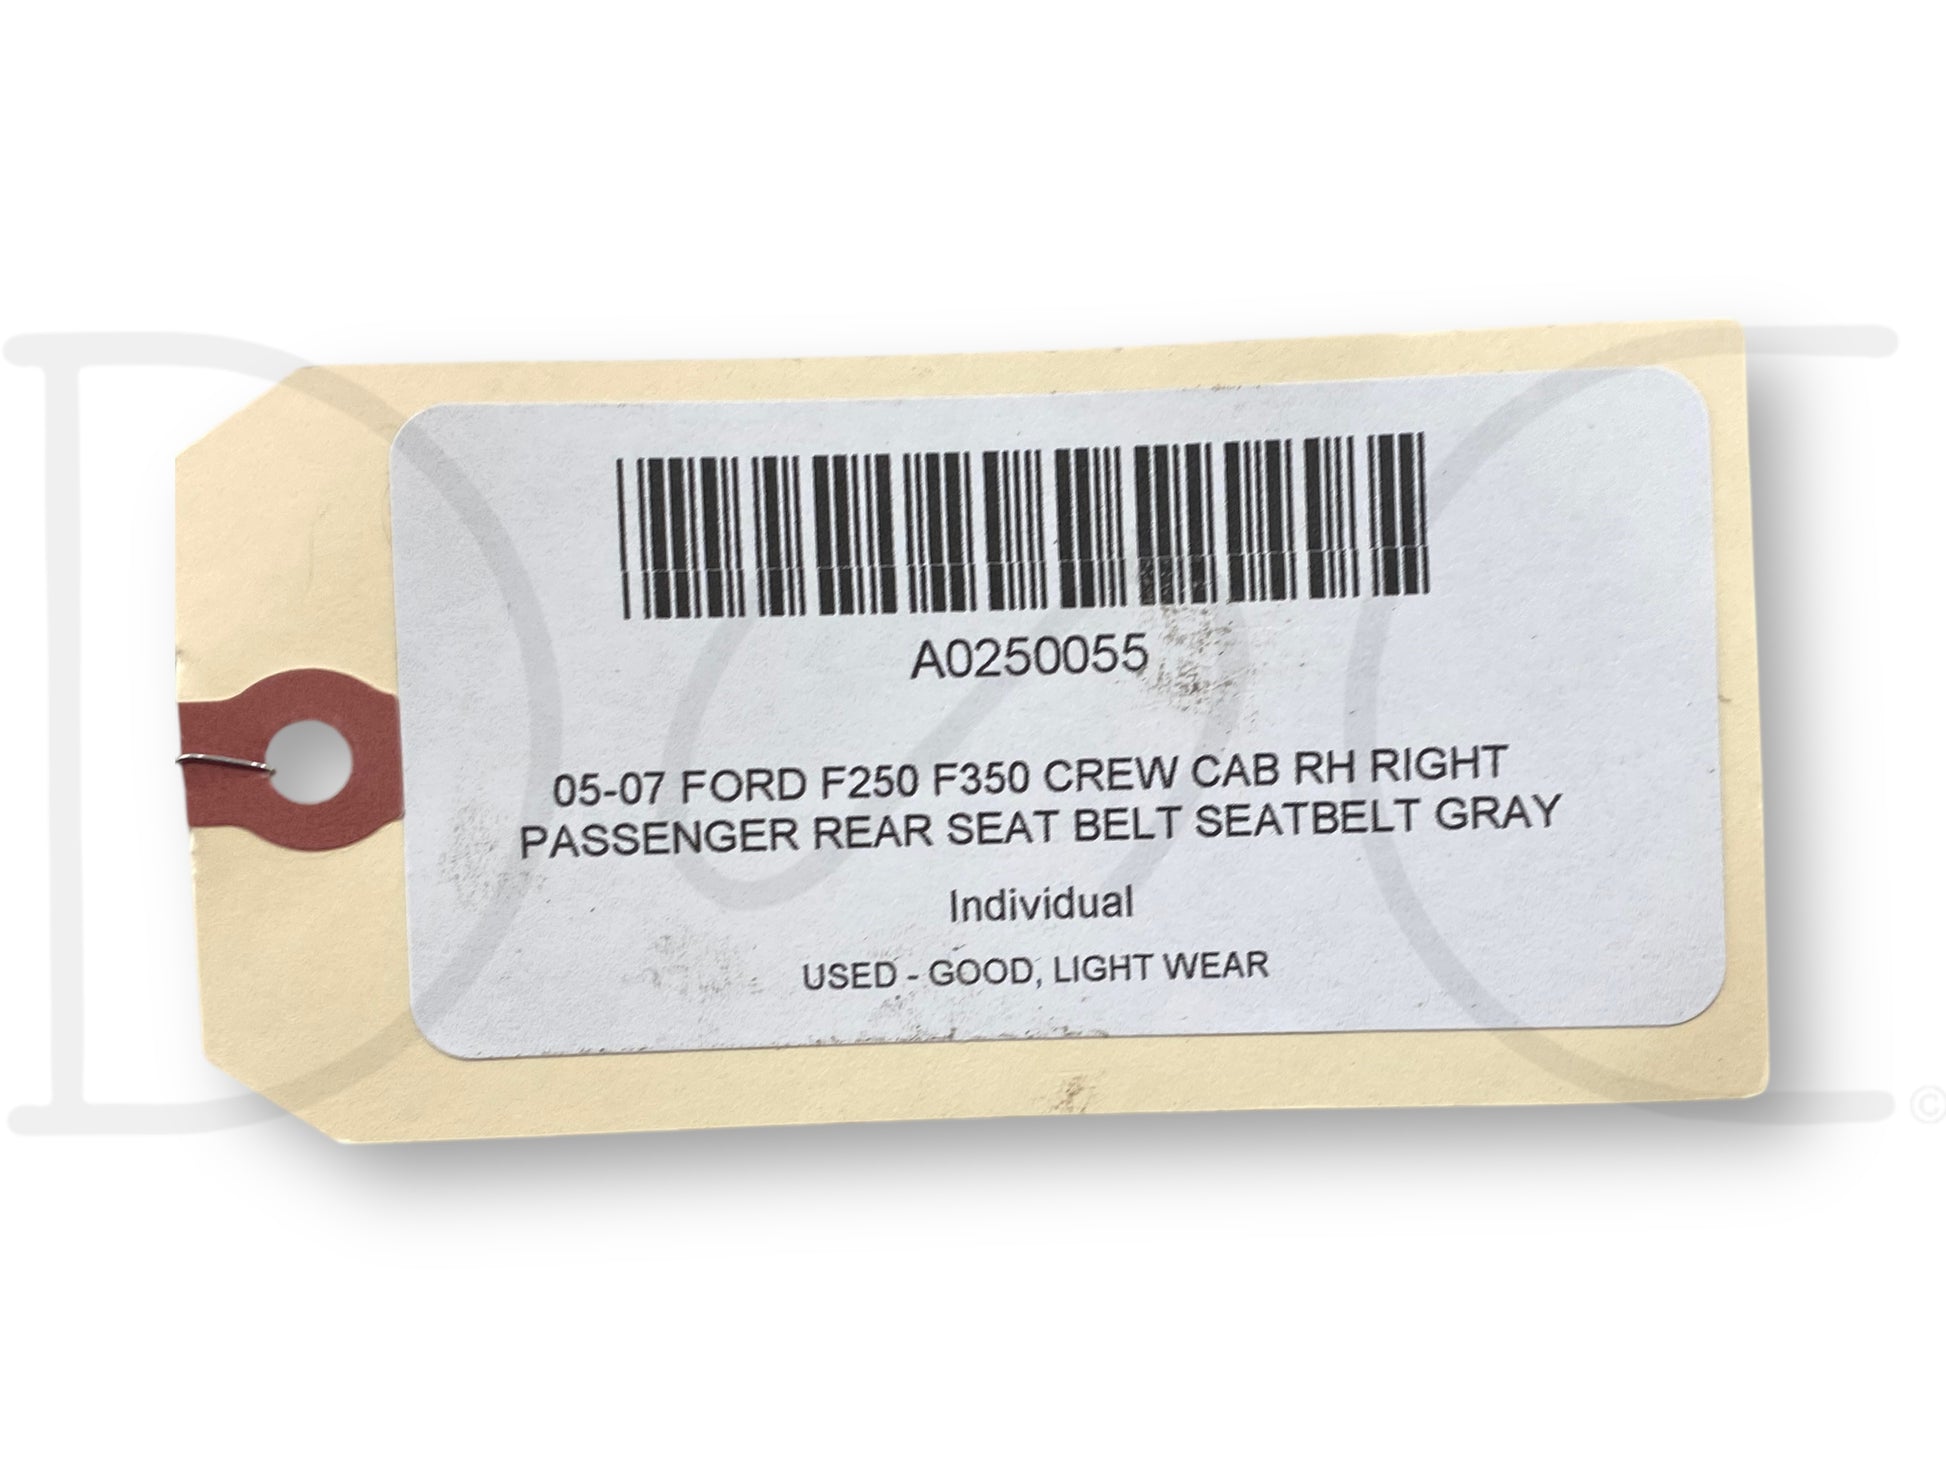 A0250055
05-07 FORD F250 F350 CREW CAB RH RIGHT
PASSENGER REAR SEAT BELT SEATBELT GRAY
Individual
USED - GOOD, LIGHT WEAR
D C ©